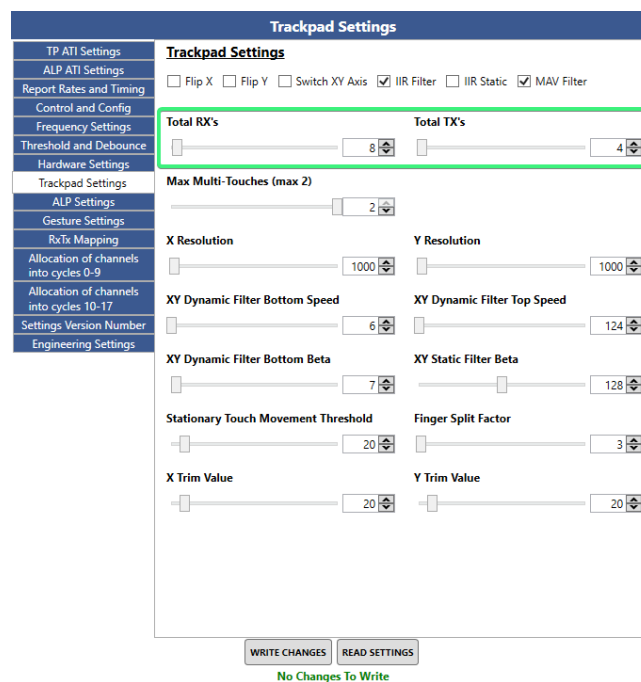 Trackpad Settings
TP ATI Settings
ALP ATI Settings
Report Rates and Timing
Control and Config
Frequency Settings
Threshold and Debounce
Hardware Settings
Trackpad Settings
ALP Settings
Gesture Settings
RxTx Mapping
Allocation of channels
into cycles 0-9
Allocation of channels
into cycles 10-17
Settings Version Number
Engineering Settings
Trackpad Settings
Flip X Flip Y Switch XY Axis IIR Filter IIR Static MAV Filter
Total RX's Total TX's
8 4
Max Multi-Touches (max 2)
2
X Resolution Y Resolution
1000 1000
XY Dynamic Filter Bottom Speed XY Dynamic Filter Top Speed
6 124
XY Dynamic Filter Bottom Beta XY Static Filter Beta
7 128
Stationary Touch Movement Threshold Finger Split Factor
20 3
X Trim Value Y Trim Value
20 20
WRITE CHANGES READ SETTINGS
No Changes To Write